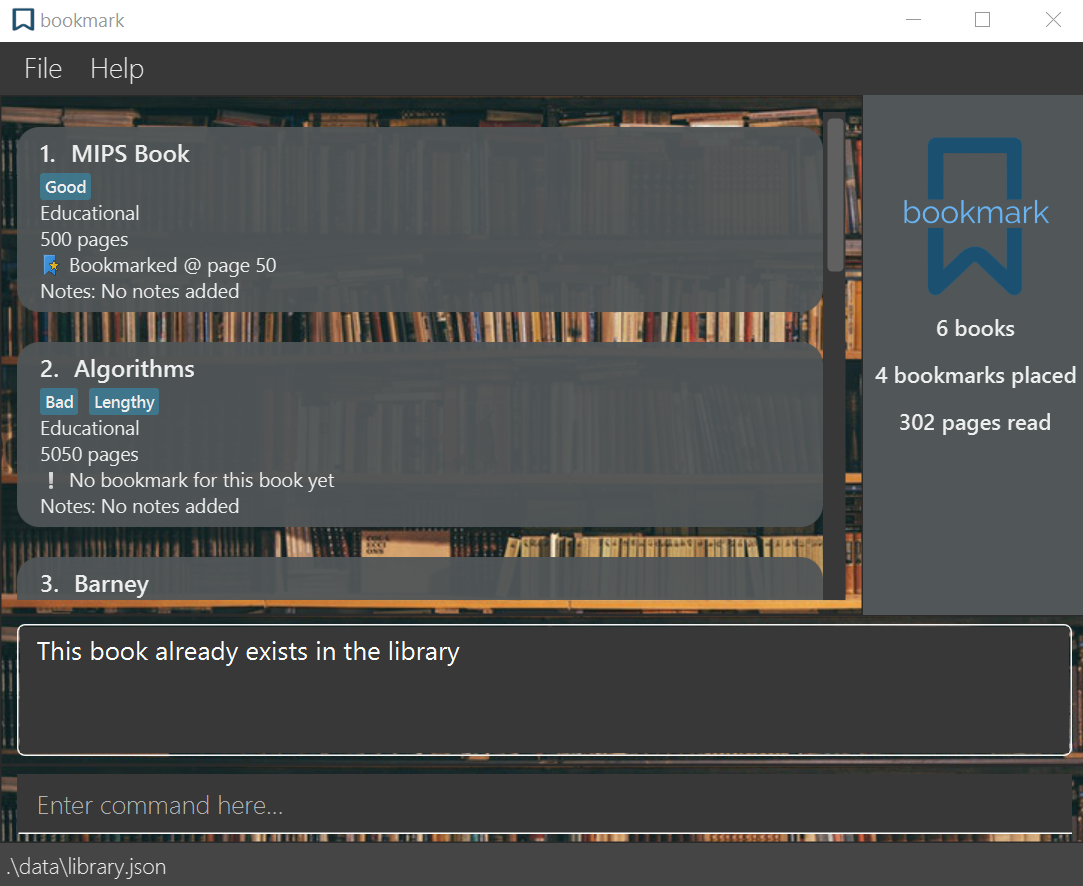 bookmark
File Help
1. MIPS Book
Good
Educational
500 pages
Bookmarked @ page 50
Notes: No notes added
2. Algorithms
Bad Lengthy
Educational
5050 pages
! No bookmark for this book yet
Notes: No notes added
3. Barney
bookmark
6 books
4 bookmarks placed
302 pages read
This book already exists in the library
Enter command here...
.\data\library.json